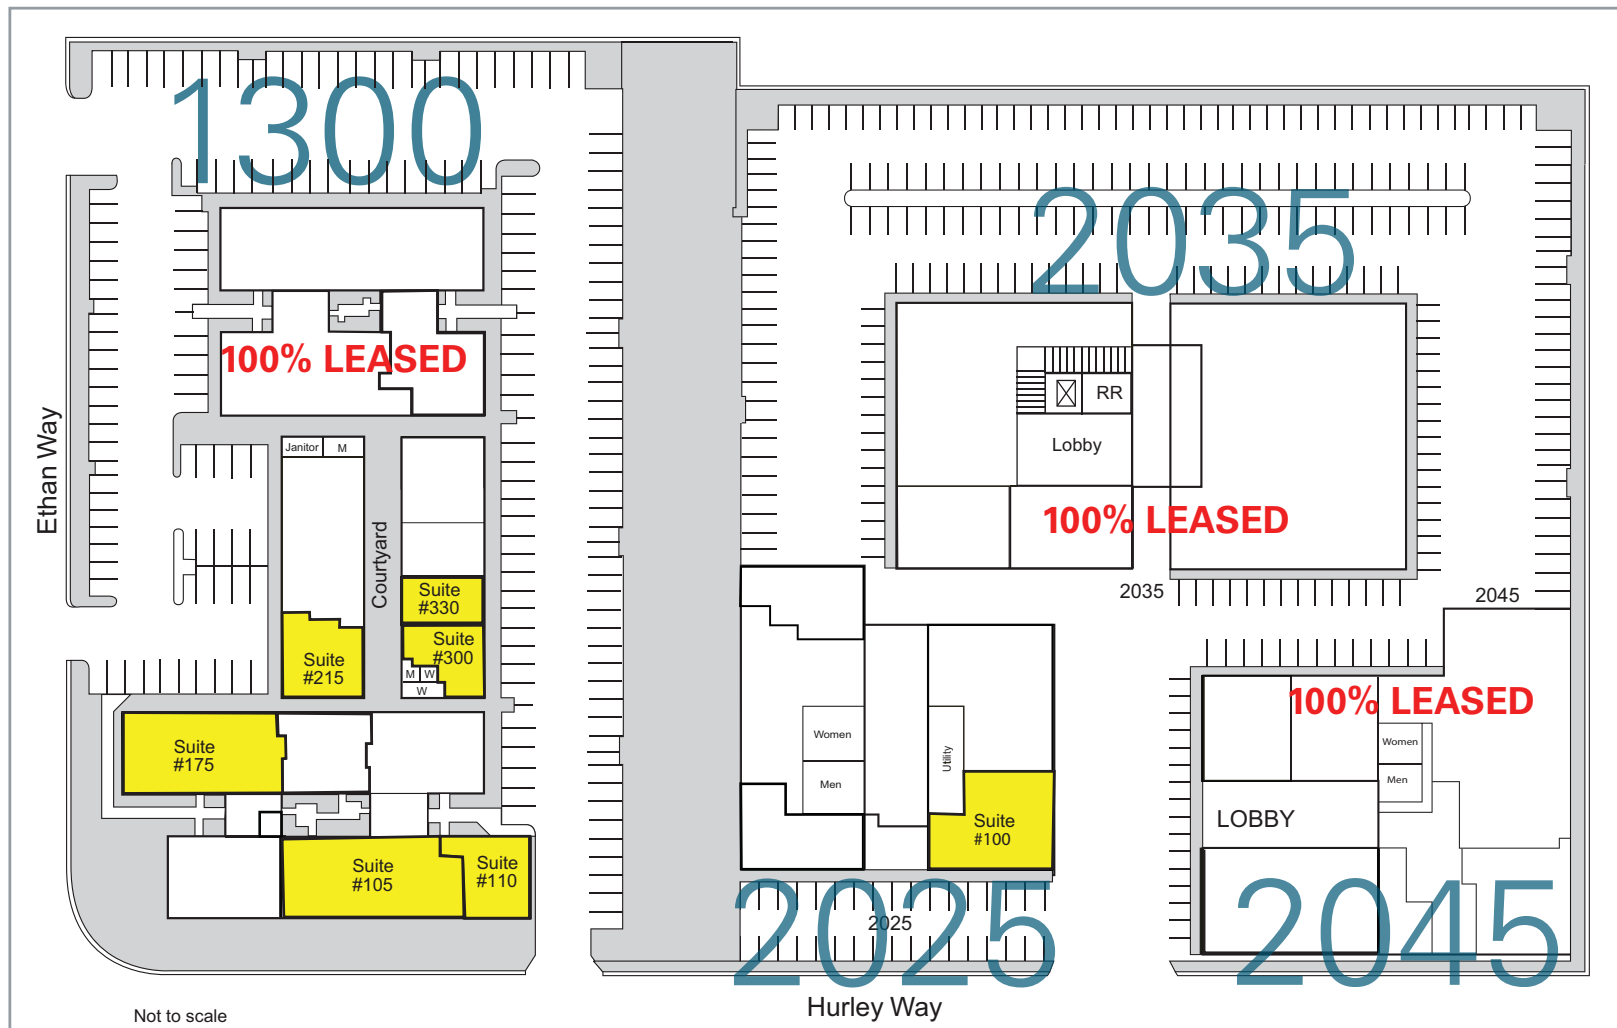 1300
2035
100% LEASED
RR
Lobby
Ethan Way
Janitor
M
Courtyard
100% LEASED
Suite
#330
2035
2045
Suite
#300
M
W
W
Suite
#215
100% LEASED
Suite
#175
Women
Men
Utility
Women
Men
Suite
#100
LOBBY
Suite
#105
Suite
#110
2025
2025
2045
Hurley Way
Not to scale